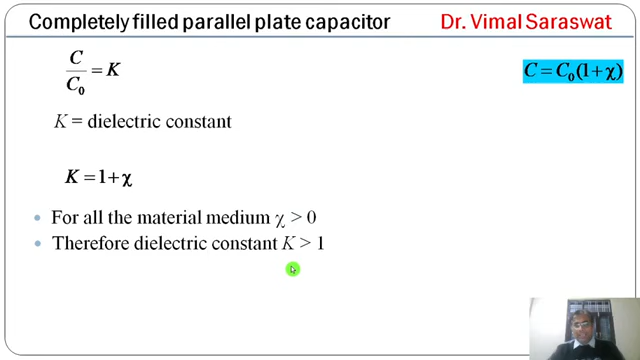 Completely filled parallel plate capacitor Dr. Vimal Saraswat
C/C₀ = K
C = C₀(1+χ)
K = dielectric constant
K = 1+χ
• For all the material medium χ > 0
• Therefore dielectric constant K > 1